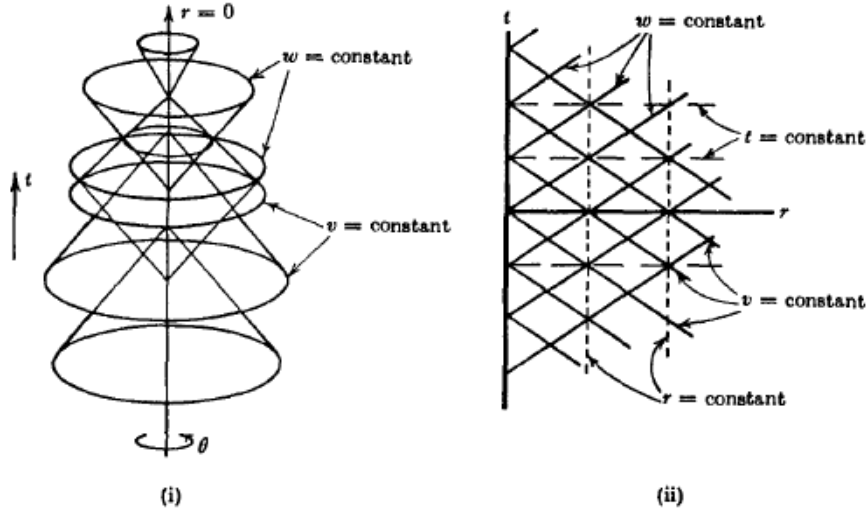 r = 0
w = constant
t
v = constant
θ
(i)
t
w = constant
t = constant
r
v = constant
r = constant
(ii)